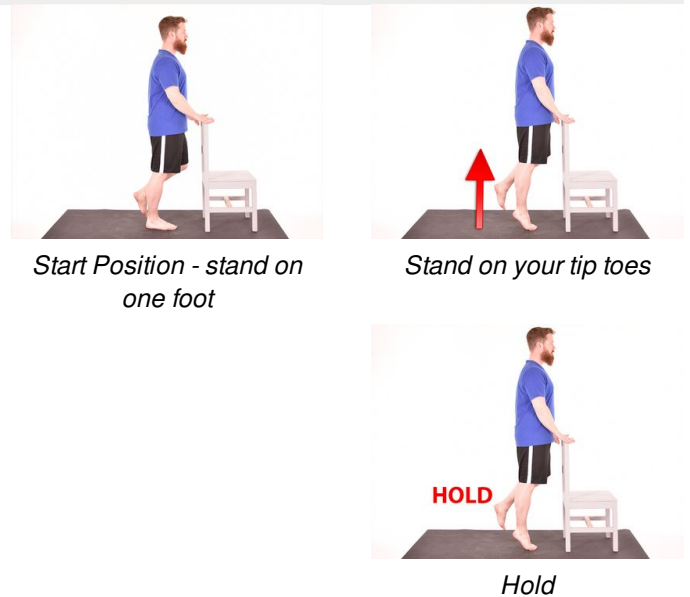 Start Position - stand on
one foot
Stand on your tip toes
HOLD
Hold